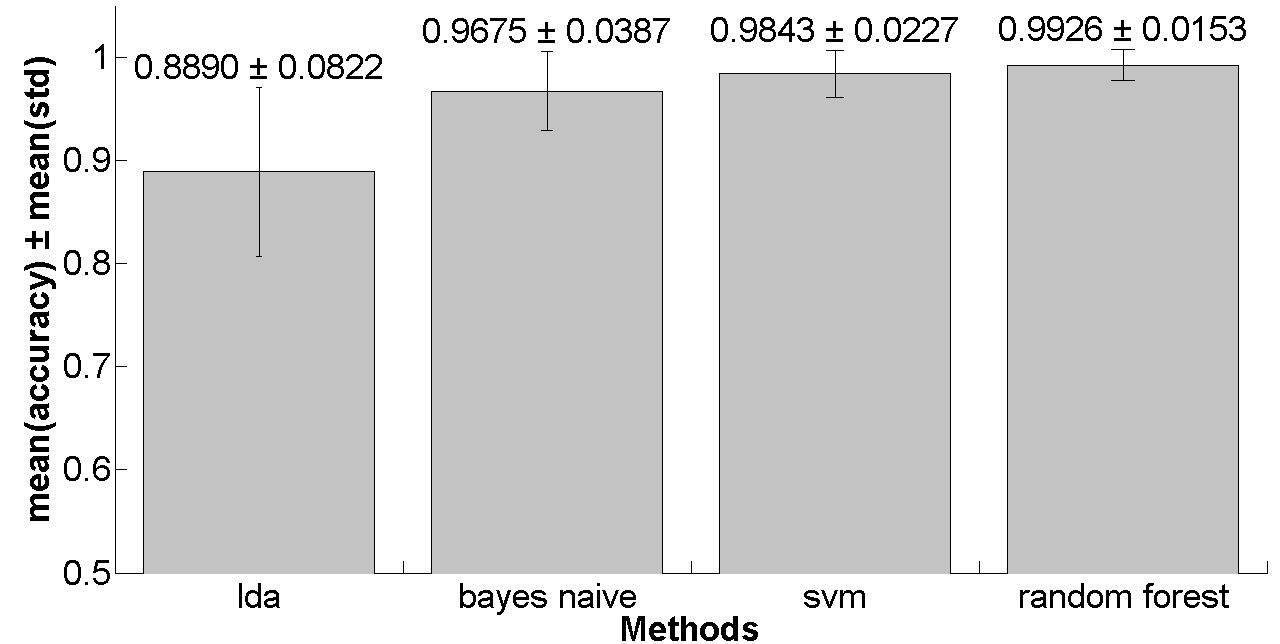 0.8890 ± 0.0822
0.9675 ± 0.0387
0.9843 ± 0.0227
0.9926 ± 0.0153
mean(accuracy) ± mean(std)
1
0.9
0.8
0.7
0.6
0.5
lda
bayes naive
svm
random forest
Methods